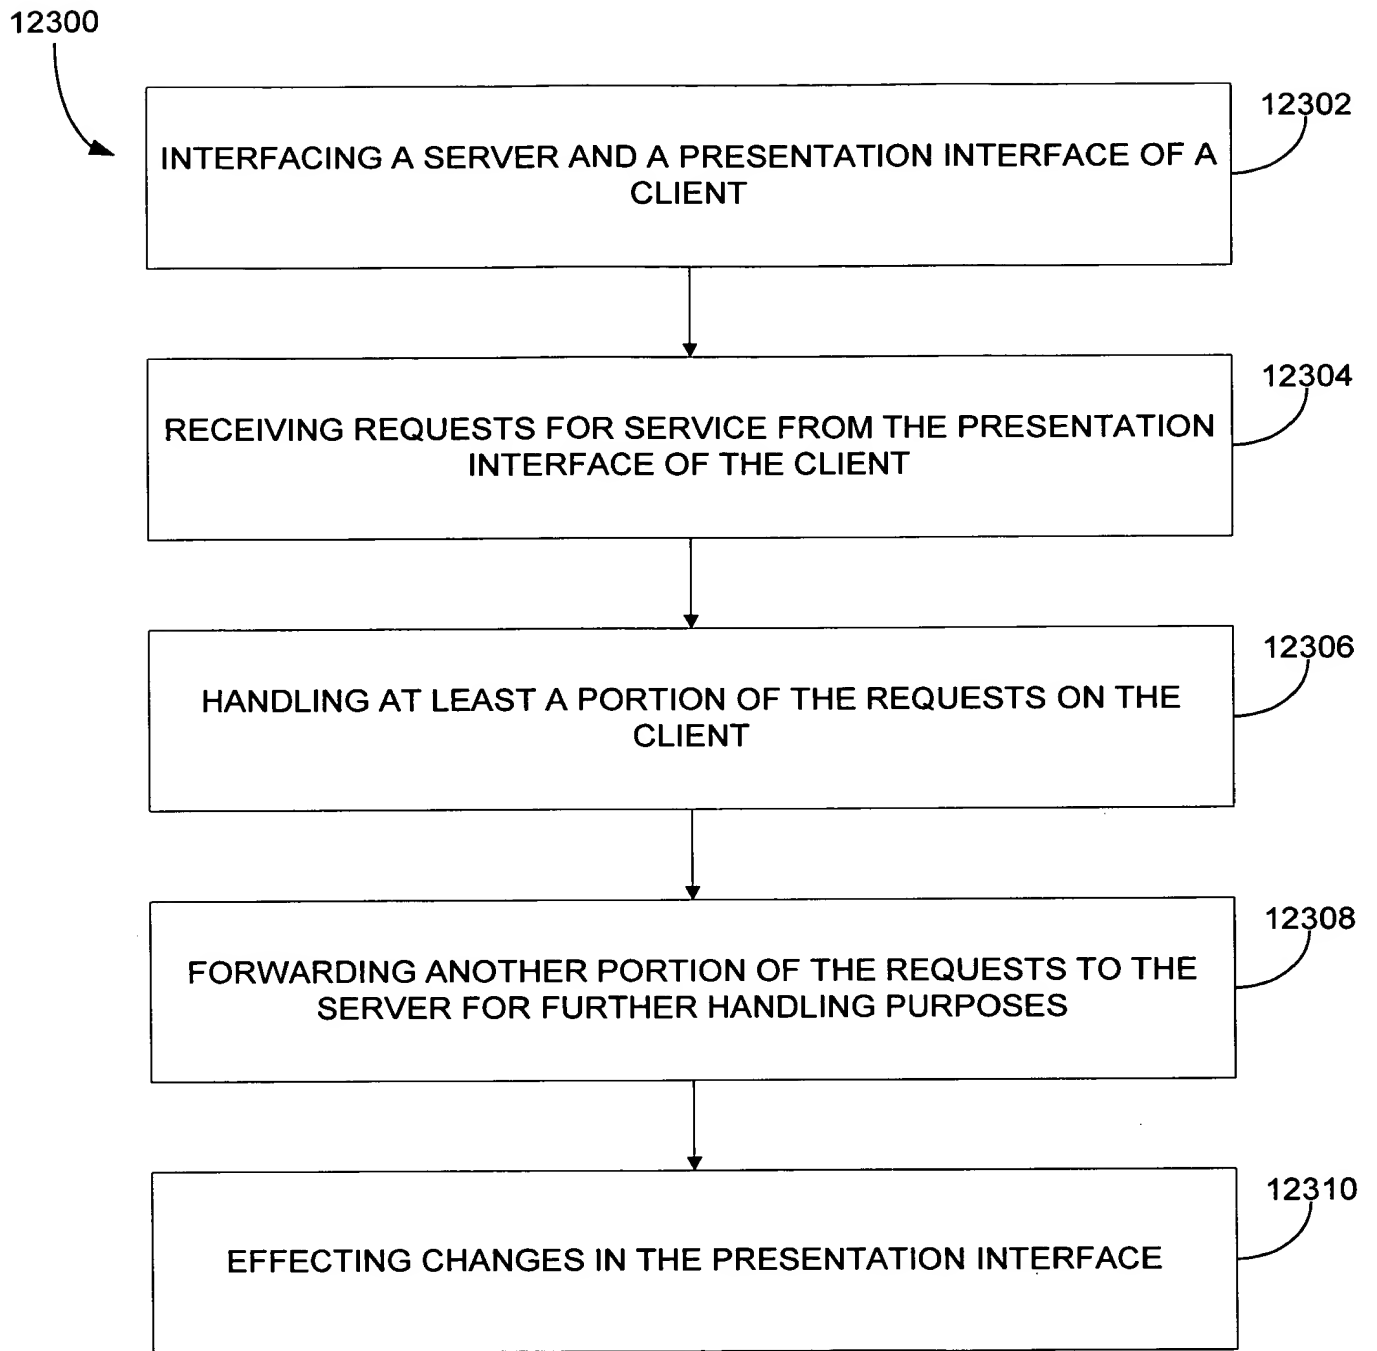 12300
12302
INTERFACING A SERVER AND A PRESENTATION INTERFACE OF A
CLIENT
12304
RECEIVING REQUESTS FOR SERVICE FROM THE PRESENTATION
INTERFACE OF THE CLIENT
12306
HANDLING AT LEAST A PORTION OF THE REQUESTS ON THE
CLIENT
12308
FORWARDING ANOTHER PORTION OF THE REQUESTS TO THE
SERVER FOR FURTHER HANDLING PURPOSES
12310
EFFECTING CHANGES IN THE PRESENTATION INTERFACE